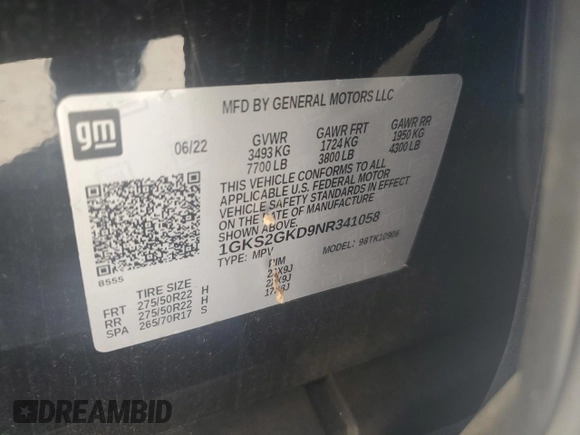 gm
MFD BY GENERAL MOTORS LLC
06/22
GVWR GAWR FRT GAWR RR
3493 KG 1724 KG 1950 KG
7700 LB 3800 LB 4300 LB
THIS VEHICLE CONFORMS TO ALL
APPLICABLE U.S. FEDERAL MOTOR
VEHICLE SAFETY STANDARDS IN EFFECT
ON THE DATE OF MANUFACTURE
SHOWN ABOVE.
1GKS2GKD9NR341058
TYPE: MPV MODEL:
B555
TIRE SIZE RIM
FRT 275/50R22 H
RR 275/50R22 H
SPA 265/70R17 S
DREAMBID